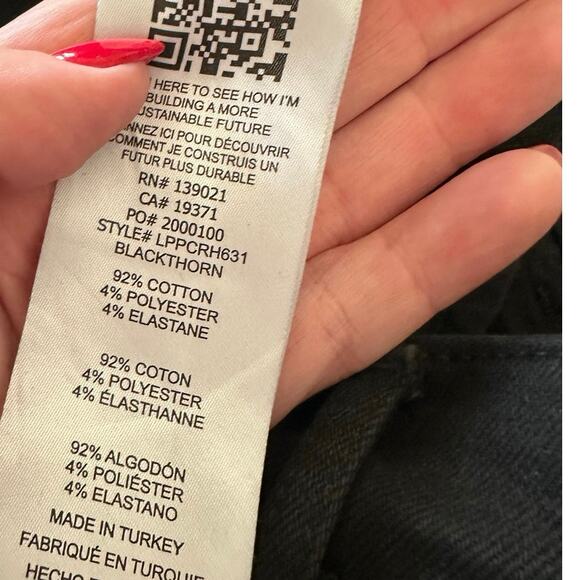 HERE TO SEE HOW I'M
BUILDING A MORE
SUSTAINABLE FUTURE
ICI POUR DÉCOUVRIR
COMMENT JE CONSTRUIS UN
FUTUR PLUS DURABLE
RN# 139021
CA# 19371
PO# 2000100
STYLE# LPPCRH631
BLACKTHORN
92% COTTON
4% POLYESTER
4% ELASTANE
92% COTON
4% POLYESTER
4% ÉLASTHANNE
92% ALGODÓN
4% POLIÉSTER
4% ELASTANO
MADE IN TURKEY
FABRIQUÉ EN TURQUIE
HECHO